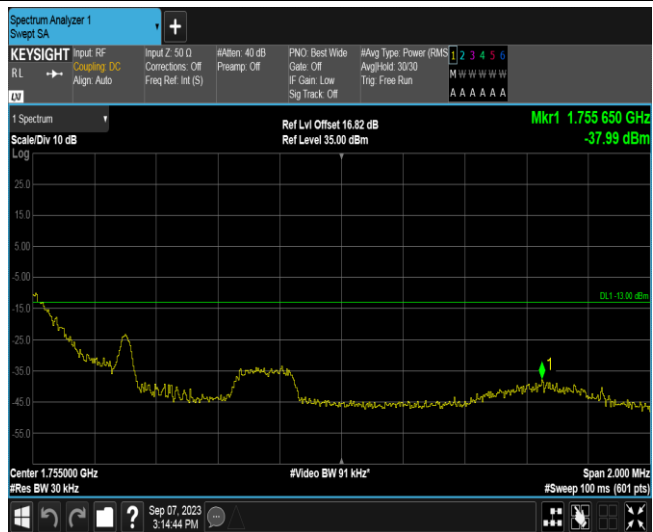 Spectrum Analyzer 1
Swept SA
KEYSIGHT
RL
Input: RF
Coupling: DC
Align: Auto
Input Z: 50 Ω
Corrections: Off
Freq Ref: Int (S)
#Atten: 40 dB
Preamp: Off
PNO: Best Wide
Gate: Off
IF Gain: Low
Sig Track: Off
#Avg Type: Power (RMS
Avg|Hold: 30/30
Trig: Free Run
1 2 3 4 5 6
M W W W W W
A A A A A A
1 Spectrum
Scale/Div 10 dB
Log
Ref Lvl Offset 16.82 dB
Ref Level 35.00 dBm
Mkr1 1.755 650 GHz
-37.99 dBm
25.0
15.0
5.00
-5.00
-15.0
-25.0
-35.0
-45.0
-55.0
DL1 -13.00 dBm
1
Center 1.755000 GHz
#Res BW 30 kHz
#Video BW 91 kHz*
Span 2.000 MHz
#Sweep 100 ms (601 pts)
?
Sep 07, 2023
3:14:44 PM